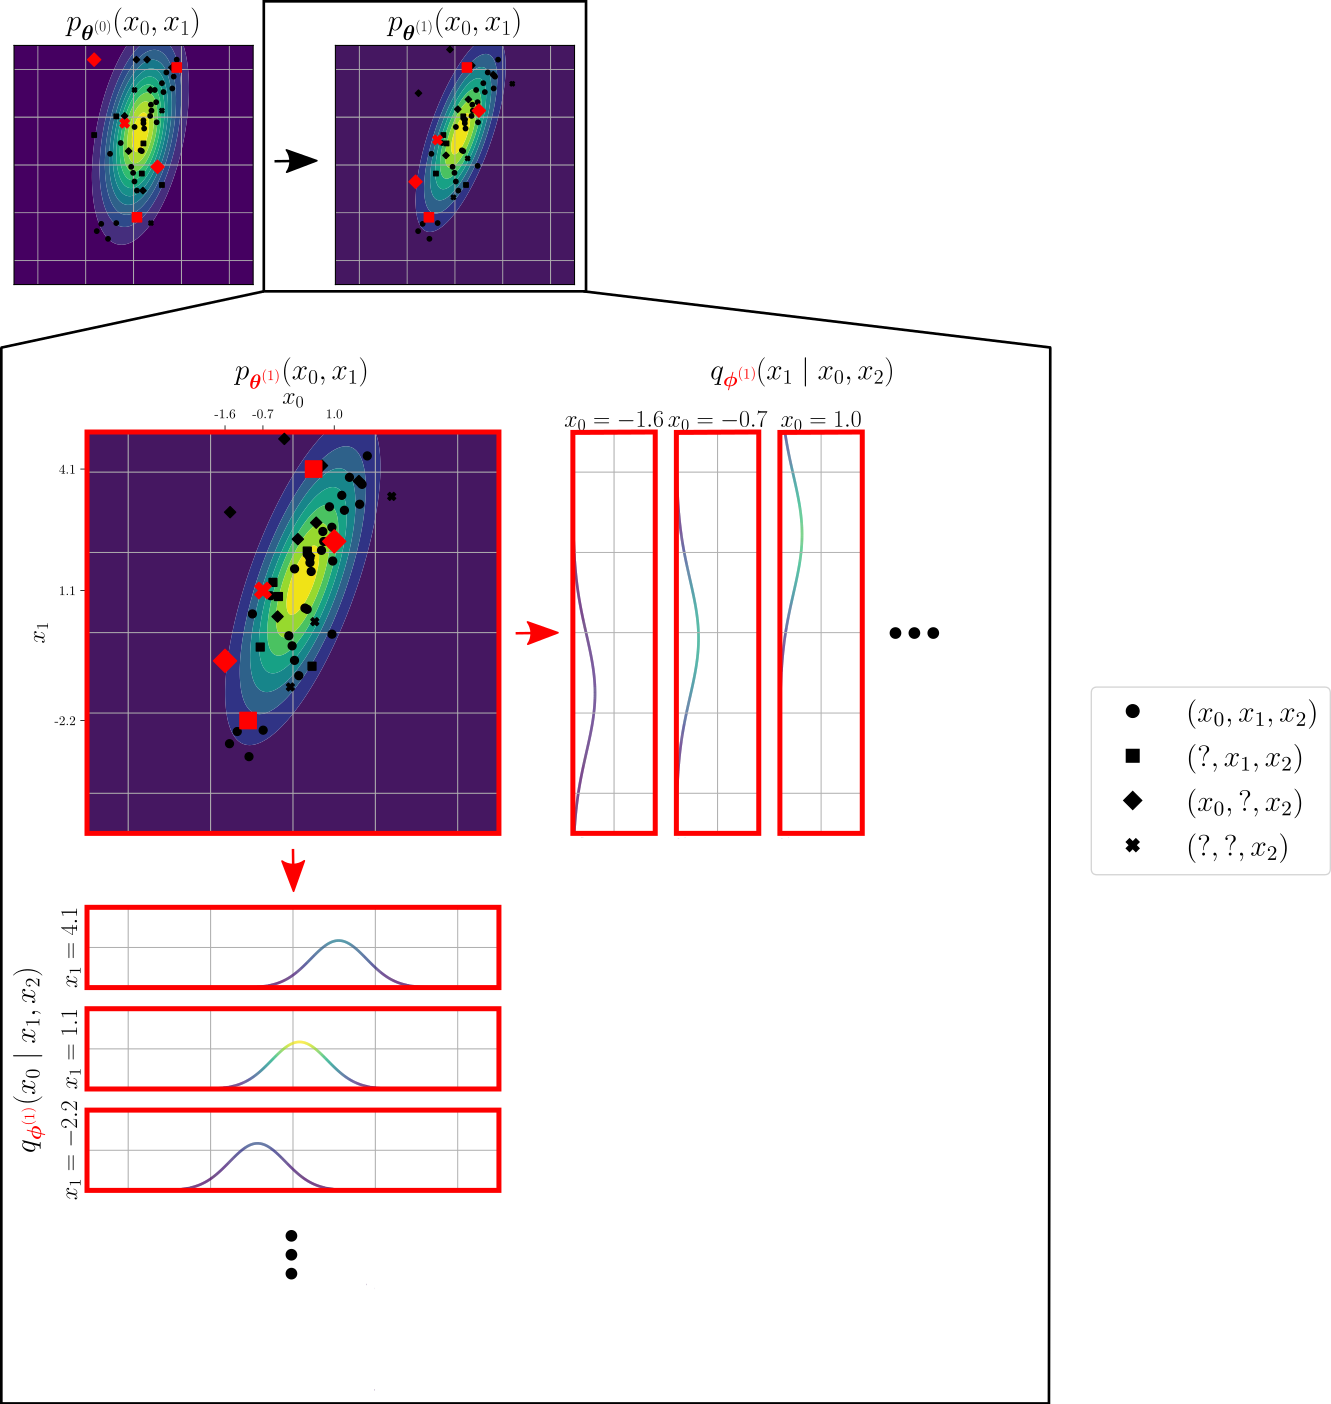 p_θ^(0)(x_0, x_1)
p_θ^(1)(x_0, x_1)
p_θ^(1)(x_0, x_1)
x_0
-1.6 -0.7 1.0
4.1
1.1
-2.2
x_1
q_ϕ^(1)(x_1 | x_0, x_2)
x_0 = −1.6 x_0 = −0.7 x_0 = 1.0
q_ϕ^(1)(x_0 | x_1, x_2)
x_1 = 4.1
x_1 = 1.1
x_1 = −2.2
(x_0, x_1, x_2)
(?, x_1, x_2)
(x_0, ?, x_2)
(?, ?, x_2)